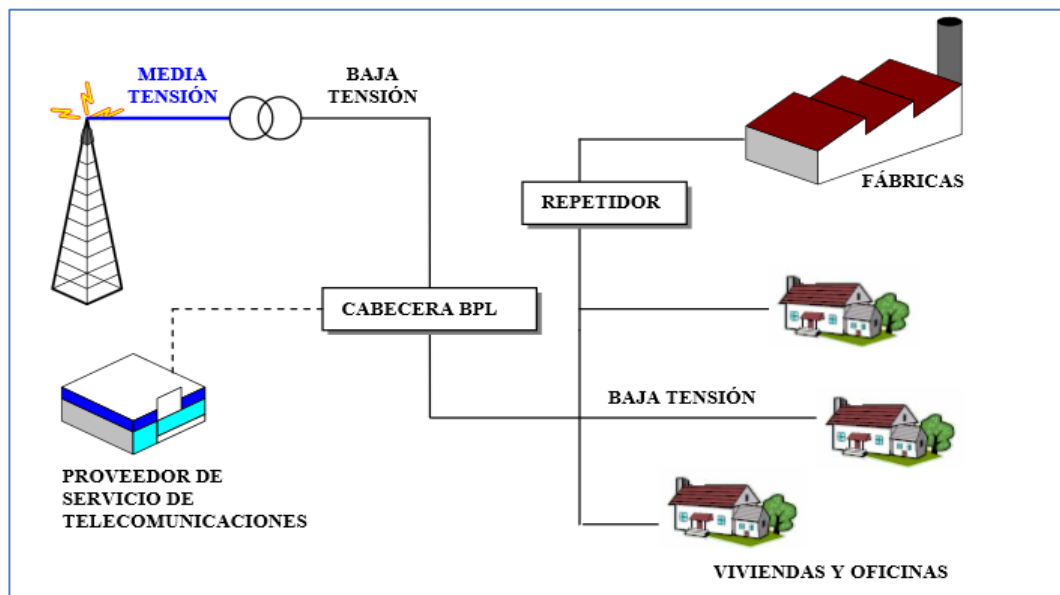 MEDIA
TENSIÓN
BAJA
TENSIÓN
FÁBRICAS
REPETIDOR
CABECERA BPL
BAJA TENSIÓN
PROVEEDOR DE
SERVICIO DE
TELECOMUNICACIONES
VIVIENDAS Y OFICINAS